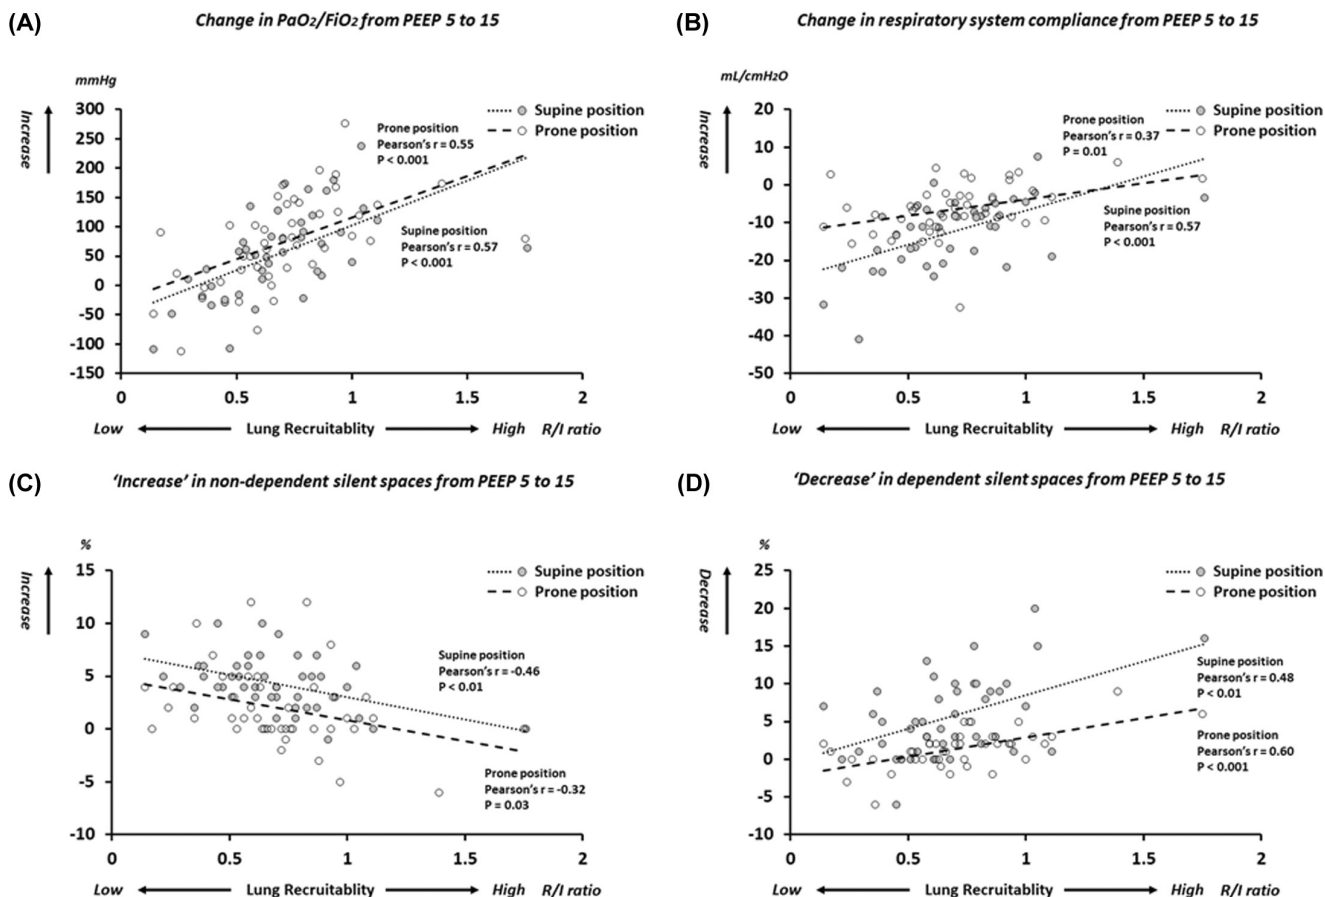 (A)
Change in PaO2/FiO2 from PEEP 5 to 15
mmHg
Increase
300
250
200
150
100
50
0
-50
-100
-150
0
0.5
1
1.5
2
Supine position
Prone position
Prone position
Pearson's r = 0.55
P < 0.001
Supine position
Pearson's r = 0.57
P < 0.001
Low
Lung Recruitablity
High
R/I ratio
(B)
Change in respiratory system compliance from PEEP 5 to 15
mL/cmH2O
Increase
20
10
0
-10
-20
-30
-40
-50
0
0.5
1
1.5
2
Supine position
Prone position
Prone position
Pearson's r = 0.37
P = 0.01
Supine position
Pearson's r = 0.57
P < 0.001
Low
Lung Recruitablity
High
R/I ratio
(C)
'Increase' in non-dependent silent spaces from PEEP 5 to 15
%
Increase
15
10
5
0
-5
-10
0
0.5
1
1.5
2
Supine position
Prone position
Supine position
Pearson's r = -0.46
P < 0.01
Prone position
Pearson's r = -0.32
P = 0.03
Low
Lung Recruitablity
High
R/I ratio
(D)
'Decrease' in dependent silent spaces from PEEP 5 to 15
%
Decrease
25
20
15
10
5
0
-5
-10
0
0.5
1
1.5
2
Supine position
Prone position
Supine position
Pearson's r = 0.48
P < 0.01
Prone position
Pearson's r = 0.60
P < 0.001
Low
Lung Recruitablity
High
R/I ratio